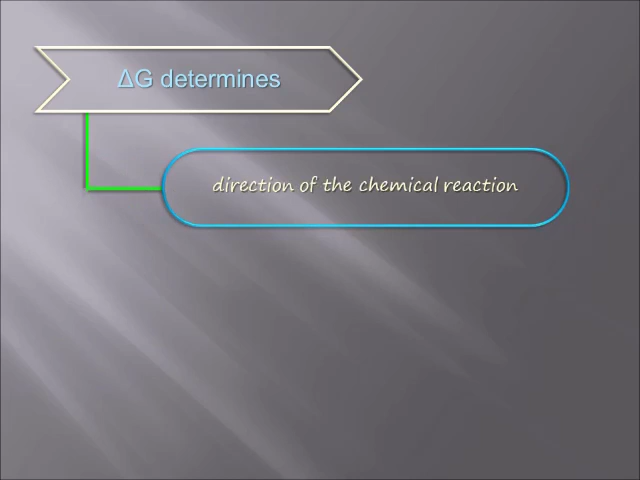 ΔG determines
direction of the chemical reaction